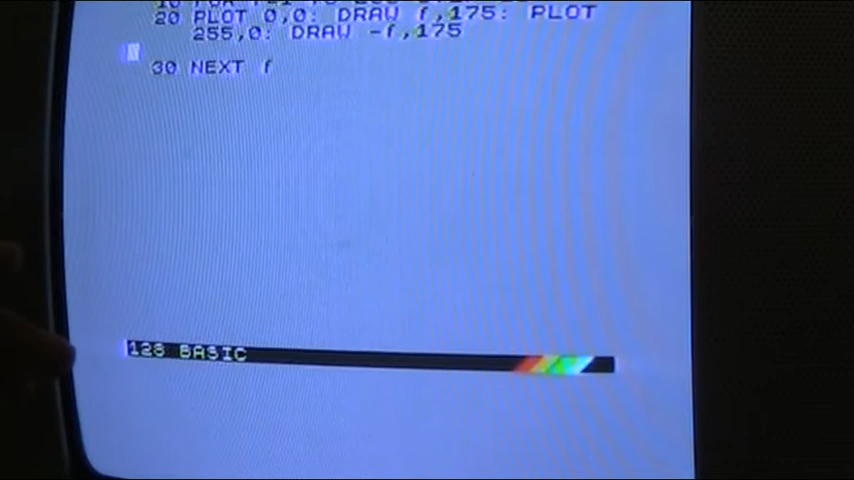 20 PLOT 0,0: DRAW f,175: PLOT
255,0: DRAW -f,175
30 NEXT f
128 BASIC